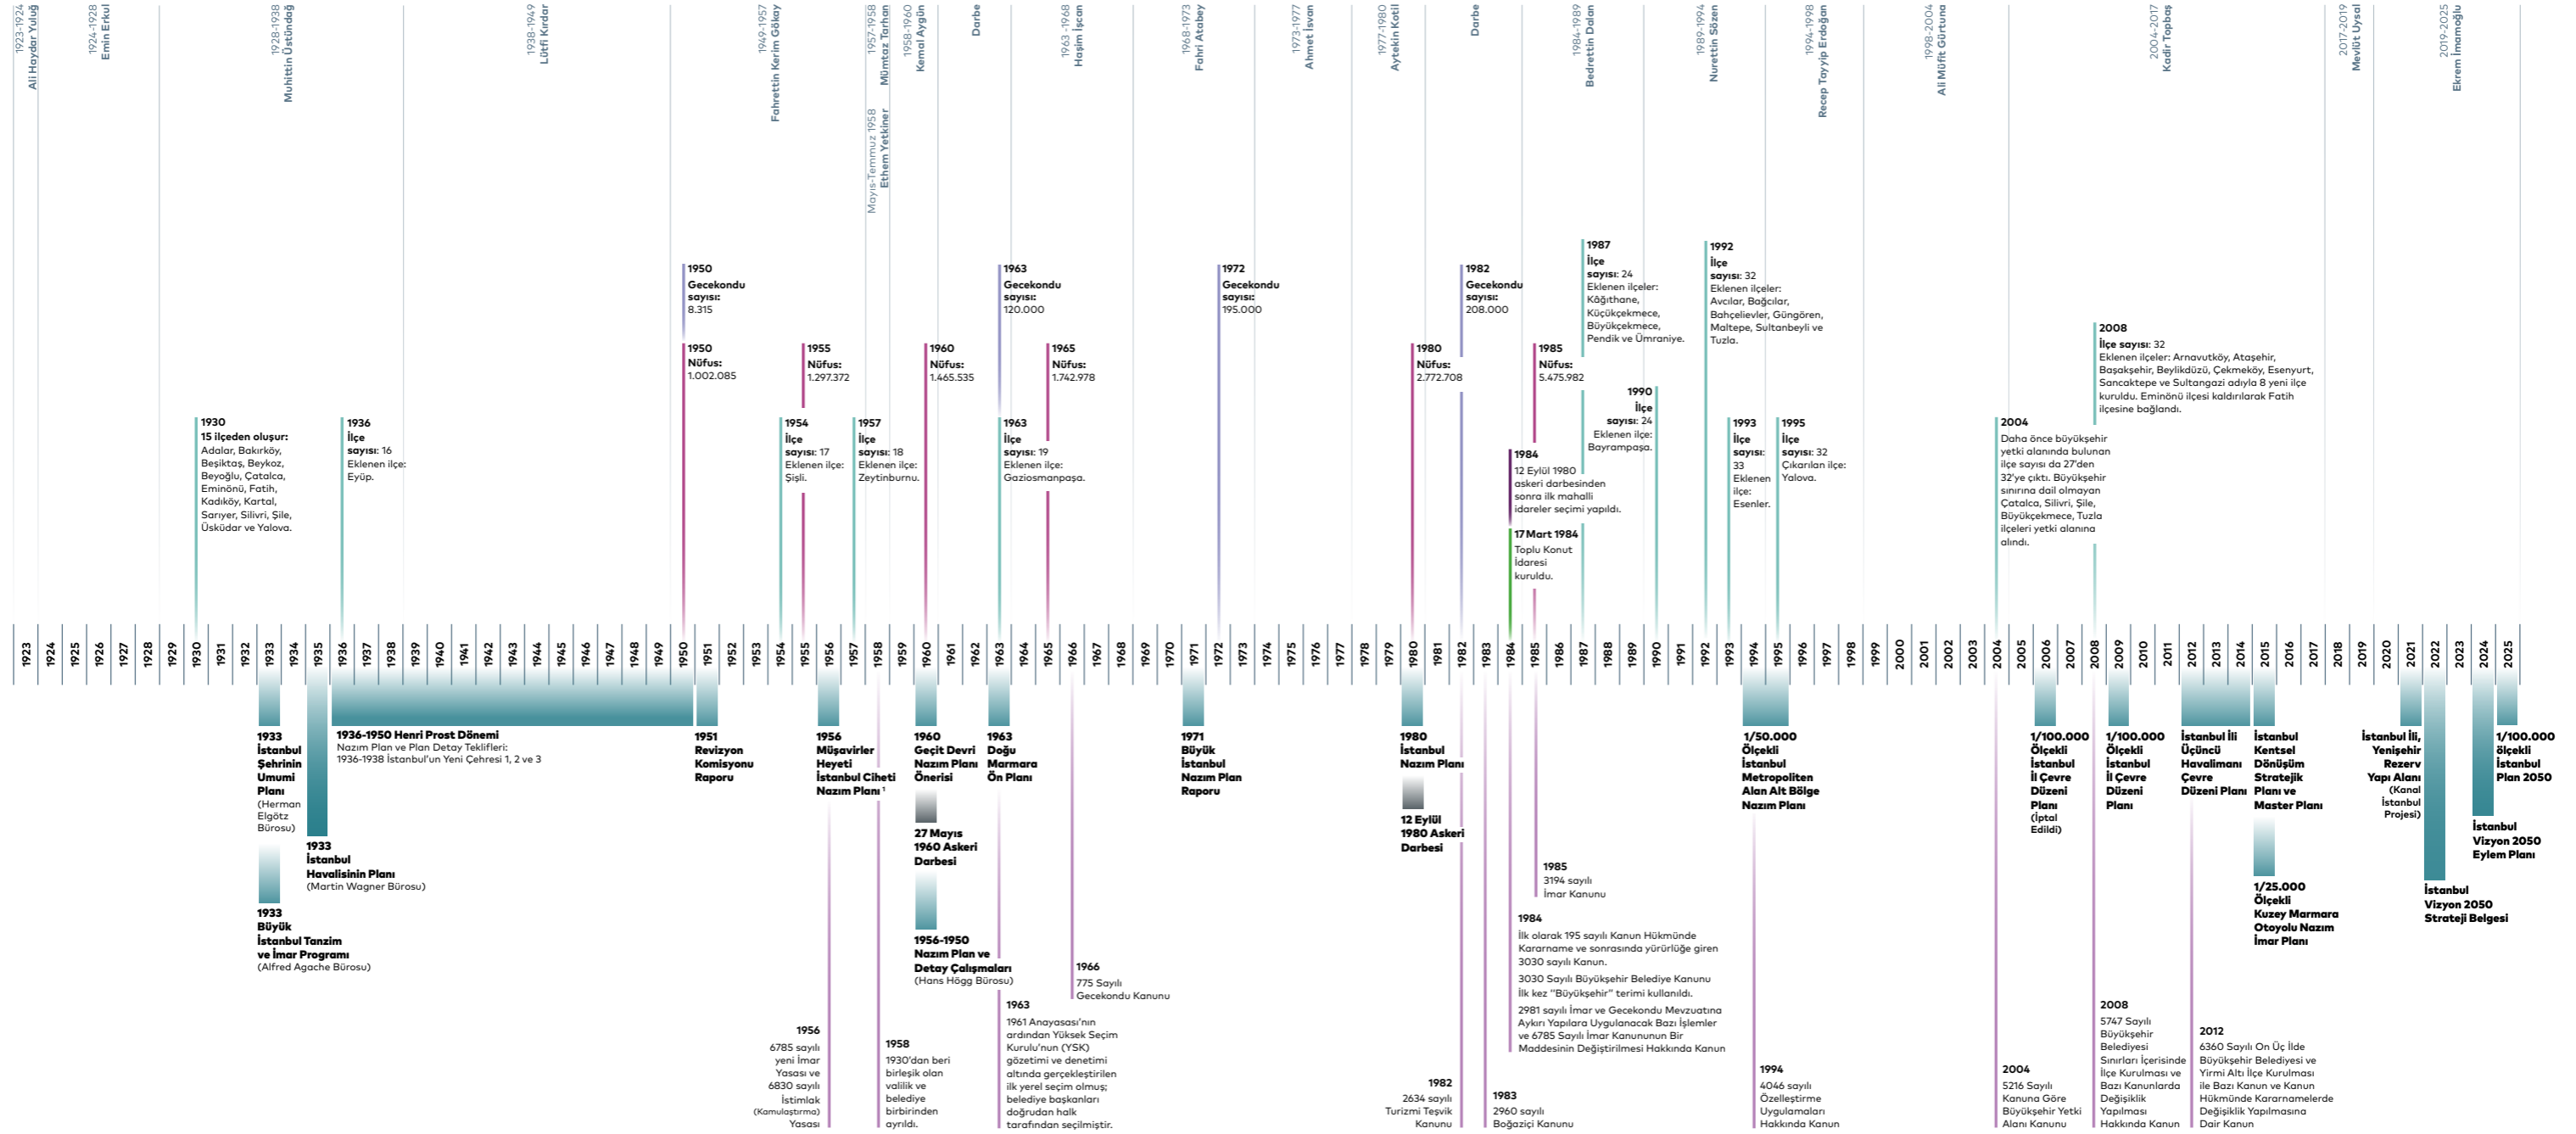 1923-1924
Ali Haydar Yuluğ
1924-1928
Emin Erkul
1928-1938
Muhittin Üstündağ
1938-1949
Lütfi Kırdar
1949-1957
Fahrettin Kerim Gökay
1957-1958
Mümtaz Tarhan
Mayıs-Temmuz 1958
Ethem Yetkiner
1958-1960
Kemal Aygün
Darbe
1963 -1968
Haşim İşcan
1968-1973
Fahri Atabey
1973-1977
Ahmet İsvan
1977-1980
Aytekin Kotil
Darbe
1984-1989
Bedrettin Dalan
1989-1994
Nurettin Sözen
1994-1998
Recep Tayyip Erdoğan
1998-2004
Ali Müfit Gürtuna
2004-2017
Kadir Topbaş
2017-2019
Mevlüt Uysal
2019-2025
Ekrem İmamoğlu
1950
Gecekondu
sayısı:
8.315
1963
Gecekondu
sayısı:
120.000
1972
Gecekondu
sayısı:
195.000
1982
Gecekondu
sayısı:
208.000
1987
İlçe
sayısı: 24
Eklenen ilçeler:
Kâğıthane,
Küçükçekmece,
Büyükçekmece,
Pendik ve Ümraniye.
1992
İlçe
sayısı: 32
Eklenen ilçeler:
Avcılar, Bağcılar,
Bahçelievler, Güngören,
Maltepe, Sultanbeyli ve
Tuzla.
2008
İlçe sayısı: 32
Eklenen ilçeler: Arnavutköy, Ataşehir,
Başakşehir, Beylikdüzü, Çekmeköy, Esenyurt,
Sancaktepe ve Sultangazi adıyla 8 yeni ilçe
kuruldu. Eminönü ilçesi kaldırılarak Fatih
ilçesine bağlandı.
1950
Nüfus:
1.002.085
1955
Nüfus:
1.297.372
1960
Nüfus:
1.465.535
1965
Nüfus:
1.742.978
1980
Nüfus:
2.772.708
1985
Nüfus:
5.475.982
1990
İlçe
sayısı: 24
Eklenen ilçe:
Bayrampaşa.
1930
15 ilçeden oluşur:
Adalar, Bakırköy,
Beşiktaş, Beykoz,
Beyoğlu, Çatalca,
Eminönü, Fatih,
Kadıköy, Kartal,
Sarıyer, Silivri, Şile,
Üsküdar ve Yalova.
1936
İlçe
sayısı: 16
Eklenen ilçe:
Eyüp.
1954
İlçe
sayısı: 17
Eklenen ilçe:
Şişli.
1957
İlçe
sayısı: 18
Eklenen ilçe:
Zeytinburnu.
1963
İlçe
sayısı: 19
Eklenen ilçe:
Gaziosmanpaşa.
1984
12 Eylül 1980
askeri darbesinden
sonra ilk mahalli
idareler seçimi yapıldı.
17 Mart 1984
Toplu Konut
İdaresi
kuruldu.
1993
İlçe
sayısı:
33
Eklenen
ilçe:
Esenler.
1995
İlçe
sayısı: 32
Çıkarılan ilçe:
Yalova.
2004
Daha önce büyükşehir
yetki alanında bulunan
ilçe sayısı da 27'den
32'ye çıktı. Büyükşehir
sınırına dail olmayan
Çatalca, Silivri, Şile,
Büyükçekmece, Tuzla
ilçeleri yetki alanına
alındı.
1923 1924 1925 1926 1927 1928 1929 1930 1931 1932 1933 1934 1935 1936 1937 1938 1939 1940 1941 1942 1943 1944 1945 1946 1947 1948 1949 1950 1951 1952 1953 1954 1955 1956 1957 1958 1959 1960 1961 1962 1963 1964 1965 1966 1967 1968 1969 1970 1971 1972 1973 1974 1975 1976 1977 1978 1979 1980 1981 1982 1983 1984 1985 1986 1987 1988 1989 1990 1991 1992 1993 1994 1995 1996 1997 1998 1999 2000 2001 2002 2003 2004 2005 2006 2007 2008 2009 2010 2011 2012 2013 2014 2015 2016 2017 2018 2019 2020 2021 2022 2023 2024 2025
1933
İstanbul
Şehrinin
Umumi
Planı
(Herman
Elgötz
Bürosu)
1933
Büyük
İstanbul Tanzim
ve İmar Programı
(Alfred Agache Bürosu)
1933
İstanbul
Havalisinin Planı
(Martin Wagner Bürosu)
1936-1950 Henri Prost Dönemi
Nazım Plan ve Plan Detay Teklifleri:
1936-1938 İstanbul'un Yeni Çehresi 1, 2 ve 3
1951
Revizyon
Komisyonu
Raporu
1956
Müşavirler
Heyeti
İstanbul Ciheti
Nazım Planı ¹
1960
Geçit Devri
Nazım Planı
Önerisi
27 Mayıs
1960 Askeri
Darbesi
1956-1950
Nazım Plan ve
Detay Çalışmaları
(Hans Högg Bürosu)
1963
Doğu
Marmara
Ön Planı
1971
Büyük
İstanbul
Nazım Plan
Raporu
1980
İstanbul
Nazım Planı
12 Eylül
1980 Askeri
Darbesi
1/50.000
Ölçekli
İstanbul
Metropoliten
Alan Alt Bölge
Nazım Planı
1/100.000
Ölçekli
İstanbul
İl Çevre
Düzeni
Planı
(İptal
Edildi)
1/100.000
Ölçekli
İstanbul
İl Çevre
Düzeni
Planı
İstanbul İli
Üçüncü
Havalimanı
Çevre
Düzeni Planı
İstanbul
Kentsel
Dönüşüm
Stratejik
Planı ve
Master Planı
1/25.000
Ölçekli
Kuzey Marmara
Otoyolu Nazım
İmar Planı
İstanbul İli,
Yenişehir
Rezerv
Yapı Alanı
(Kanal
İstanbul
Projesi)
İstanbul
Vizyon 2050
Strateji Belgesi
İstanbul
Vizyon 2050
Eylem Planı
1/100.000
ölçekli
İstanbul
Plan 2050
1956
6785 sayılı
yeni İmar
Yasası ve
6830 sayılı
İstimlak
(Kamulaştırma)
Yasası
1958
1930'dan beri
birleşik olan
valilik ve
belediye
birbirinden
ayrıldı.
1963
1961 Anayasası'nın
ardından Yüksek Seçim
Kurulu'nun (YSK)
gözetimi ve denetimi
altında gerçekleştirilen
ilk yerel seçim olmuş;
belediye başkanları
doğrudan halk
tarafından seçilmiştir.
1966
775 Sayılı
Gecekondu Kanunu
1982
2634 sayılı
Turizmi Teşvik
Kanunu
1983
2960 sayılı
Boğaziçi Kanunu
1985
3194 sayılı
İmar Kanunu
1984
İlk olarak 195 sayılı Kanun Hükmünde
Kararname ve sonrasında yürürlüğe giren
3030 sayılı Kanun.
3030 Sayılı Büyükşehir Belediye Kanunu
İlk kez "Büyükşehir" terimi kullanıldı.
2981 sayılı İmar ve Gecekondu Mevzuatına
Aykırı Yapılara Uygulanacak Bazı İşlemler
ve 6785 Sayılı İmar Kanununun Bir
Maddesinin Değiştirilmesi Hakkında Kanun
1994
4046 sayılı
Özelleştirme
Uygulamaları
Hakkında Kanun
2004
5216 Sayılı
Kanuna Göre
Büyükşehir Yetki
Alanı Kanunu
2008
5747 Sayılı
Büyükşehir
Belediyesi
Sınırları İçerisinde
İlçe Kurulması ve
Bazı Kanunlarda
Değişiklik
Yapılması
Hakkında Kanun
2012
6360 Sayılı On Üç İlde
Büyükşehir Belediyesi ve
Yirmi Altı İlçe Kurulması
ile Bazı Kanun ve Kanun
Hükmünde Kararnamelerde
Değişiklik Yapılmasına
Dair Kanun